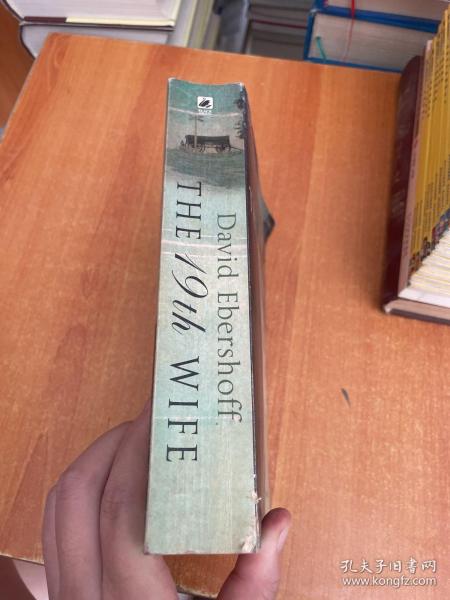 David Ebershoff
THE 19th WIFE
孔夫子旧书网
www.kongfz.com